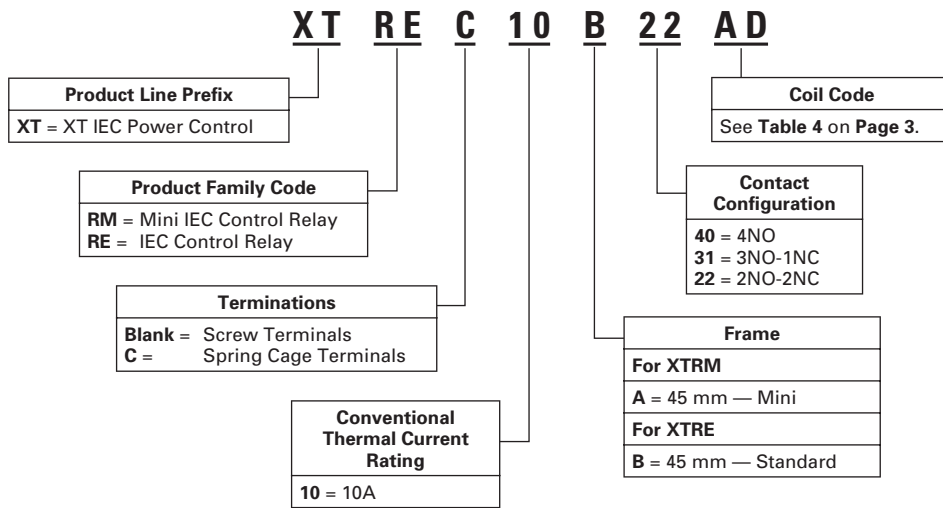 XT RE C 10 B 22 AD
Product Line Prefix
XT = XT IEC Power Control
Coil Code
See Table 4 on Page 3.
Product Family Code
RM = Mini IEC Control Relay
RE = IEC Control Relay
Contact
Configuration
40 = 4NO
31 = 3NO-1NC
22 = 2NO-2NC
Terminations
Blank = Screw Terminals
C = Spring Cage Terminals
Frame
For XTRM
A = 45 mm — Mini
For XTRE
B = 45 mm — Standard
Conventional
Thermal Current
Rating
10 = 10A